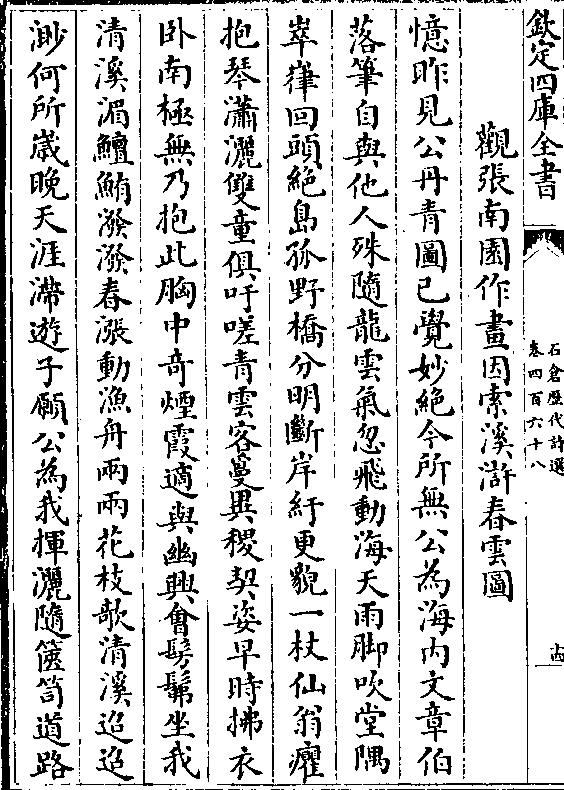 欽定四庫全書
石倉歷代詩選
卷四百六十八
觀張南園作畫因索溪滸春雲圖
憶昨見公丹青圖已覺妙絶今所無公為海内文章伯
落筆自與他人殊隨龍雲氣忽飛動海天雨脚吹堂隅
崒嵂回頭絶島孤野橋分明斷岸紆更貌一杖仙翁癯
抱琴瀟灑雙童俱吁嗟青雲客蔓異稷契姿早時拂衣
卧南極無乃抱此胸中竒煙霞適與幽興會髣髴坐我
清溪湄鱣鮪潑潑春漲動漁舟兩兩花枝欹清溪迢迢
渺何所歲晚天涯滯遊子願公為我揮灑隨篋笥道路